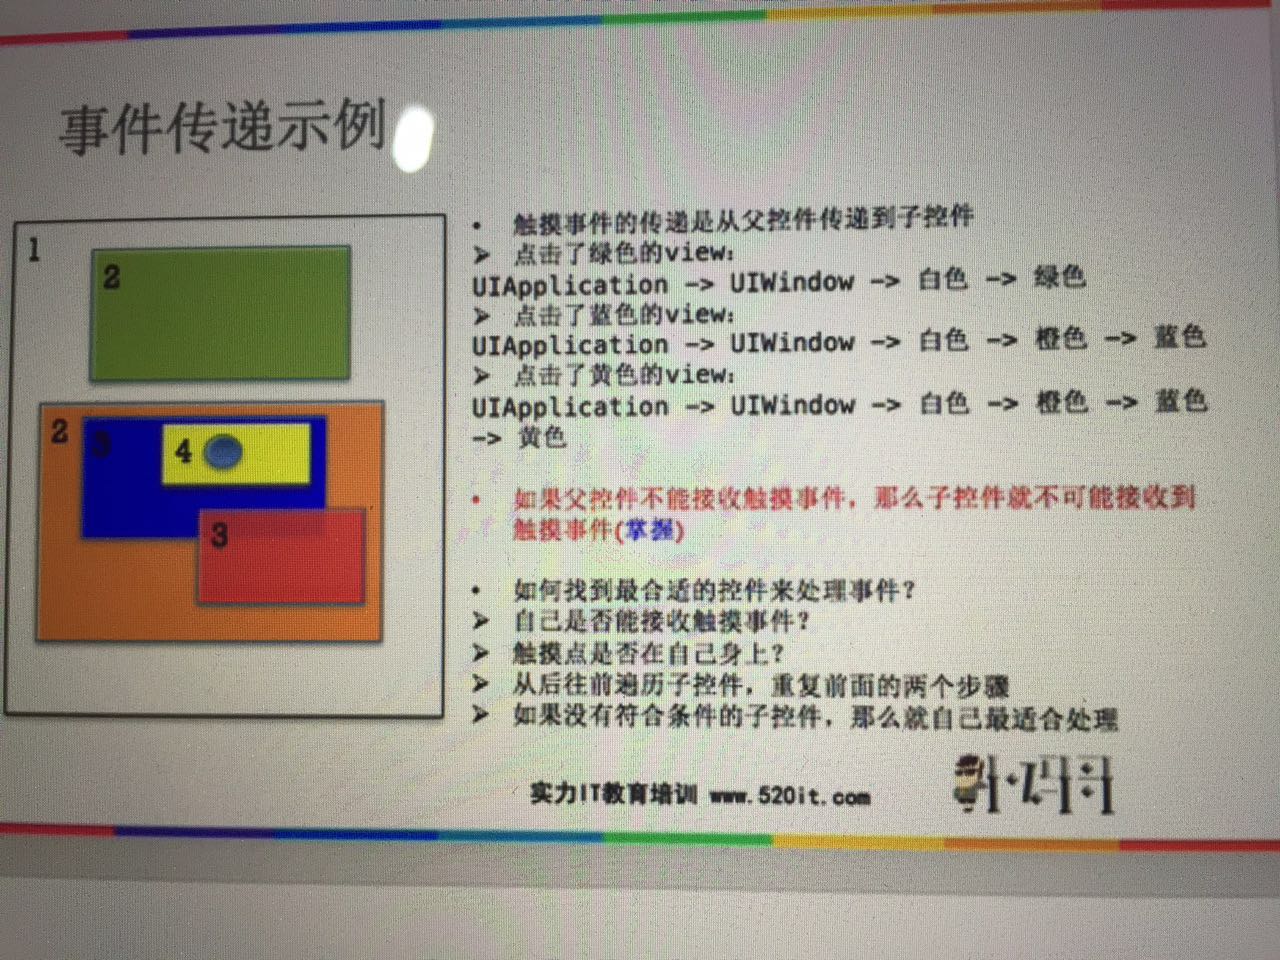 事件传递示例
1
2
2
3
4
3
• 触摸事件的传递是从父控件传递到子控件
➢ 点击了绿色的view:
UIApplication -> UIWindow -> 白色 -> 绿色
➢ 点击了蓝色的view:
UIApplication -> UIWindow -> 白色 -> 橙色 -> 蓝色
➢ 点击了黄色的view:
UIApplication -> UIWindow -> 白色 -> 橙色 -> 蓝色
-> 黄色
• 如果父控件不能接收触摸事件，那么子控件就不可能接收到
触摸事件(掌握)
• 如何找到最合适的控件来处理事件？
➢ 自己是否能接收触摸事件？
➢ 触摸点是否在自己身上？
➢ 从后往前遍历子控件，重复前面的两个步骤
➢ 如果没有符合条件的子控件，那么就自己最适合处理
实力IT教育培训 www.520it.com